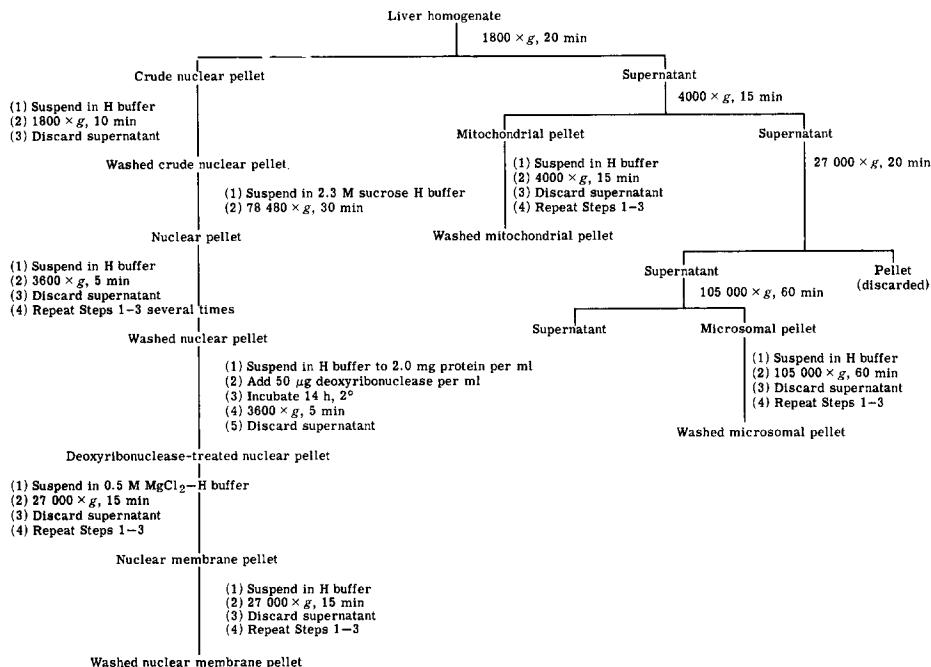 Liver homogenate
1800 × g, 20 min
Crude nuclear pellet
(1) Suspend in H buffer
(2) 1800 × g, 10 min
(3) Discard supernatant
Washed crude nuclear pellet.
(1) Suspend in 2.3 M sucrose H buffer
(2) 78 480 × g, 30 min
Nuclear pellet
(1) Suspend in H buffer
(2) 3600 × g, 5 min
(3) Discard supernatant
(4) Repeat Steps 1–3 several times
Washed nuclear pellet
(1) Suspend in H buffer to 2.0 mg protein per ml
(2) Add 50 μg deoxyribonuclease per ml
(3) Incubate 14 h, 2°
(4) 3600 × g, 5 min
(5) Discard supernatant
Deoxyribonuclease-treated nuclear pellet
(1) Suspend in 0.5 M MgCl₂–H buffer
(2) 27 000 × g, 15 min
(3) Discard supernatant
(4) Repeat Steps 1–3
Nuclear membrane pellet
(1) Suspend in H buffer
(2) 27 000 × g, 15 min
(3) Discard supernatant
(4) Repeat Steps 1–3
Washed nuclear membrane pellet
Supernatant
4000 × g, 15 min
Mitochondrial pellet
(1) Suspend in H buffer
(2) 4000 × g, 15 min
(3) Discard supernatant
(4) Repeat Steps 1–3
Washed mitochondrial pellet
Supernatant
27 000 × g, 20 min
Supernatant
105 000 × g, 60 min
Pellet
(discarded)
Supernatant
Microsomal pellet
(1) Suspend in H buffer
(2) 105 000 × g, 60 min
(3) Discard supernatant
(4) Repeat Steps 1–3
Washed microsomal pellet